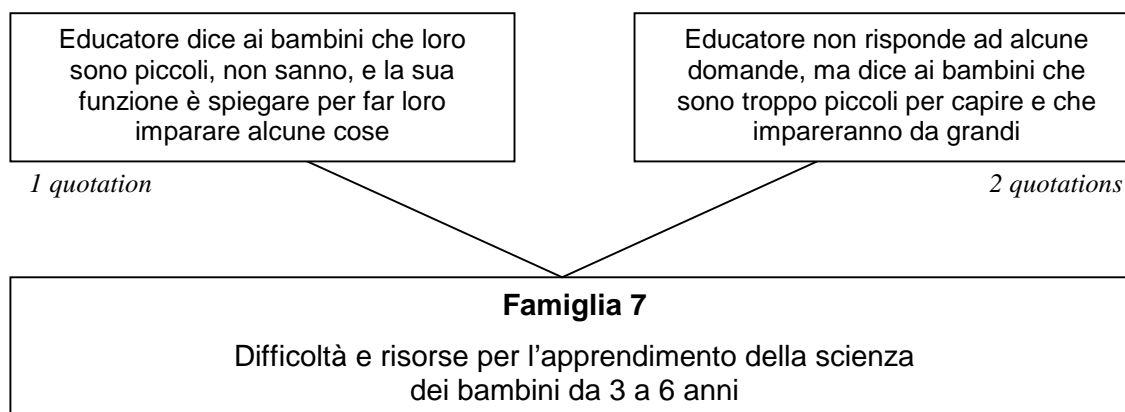 Educatore dice ai bambini che loro
sono piccoli, non sanno, e la sua
funzione è spiegare per far loro
imparare alcune cose
1 quotation
Educatore non risponde ad alcune
domande, ma dice ai bambini che
sono troppo piccoli per capire e che
impareranno da grandi
2 quotations
Famiglia 7
Difficoltà e risorse per l'apprendimento della scienza
dei bambini da 3 a 6 anni